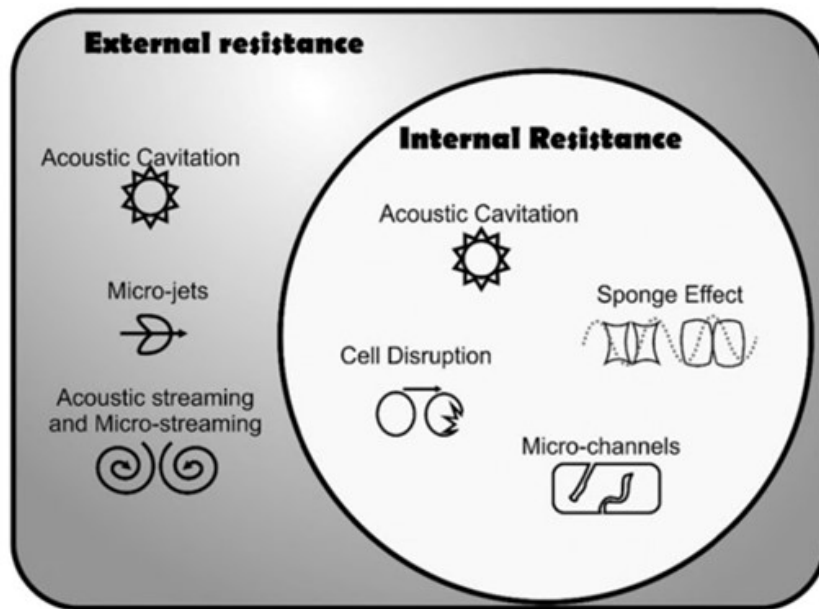 External resistance
Acoustic Cavitation
Micro-jets
Acoustic streaming
and Micro-streaming
Internal Resistance
Acoustic Cavitation
Sponge Effect
Cell Disruption
Micro-channels